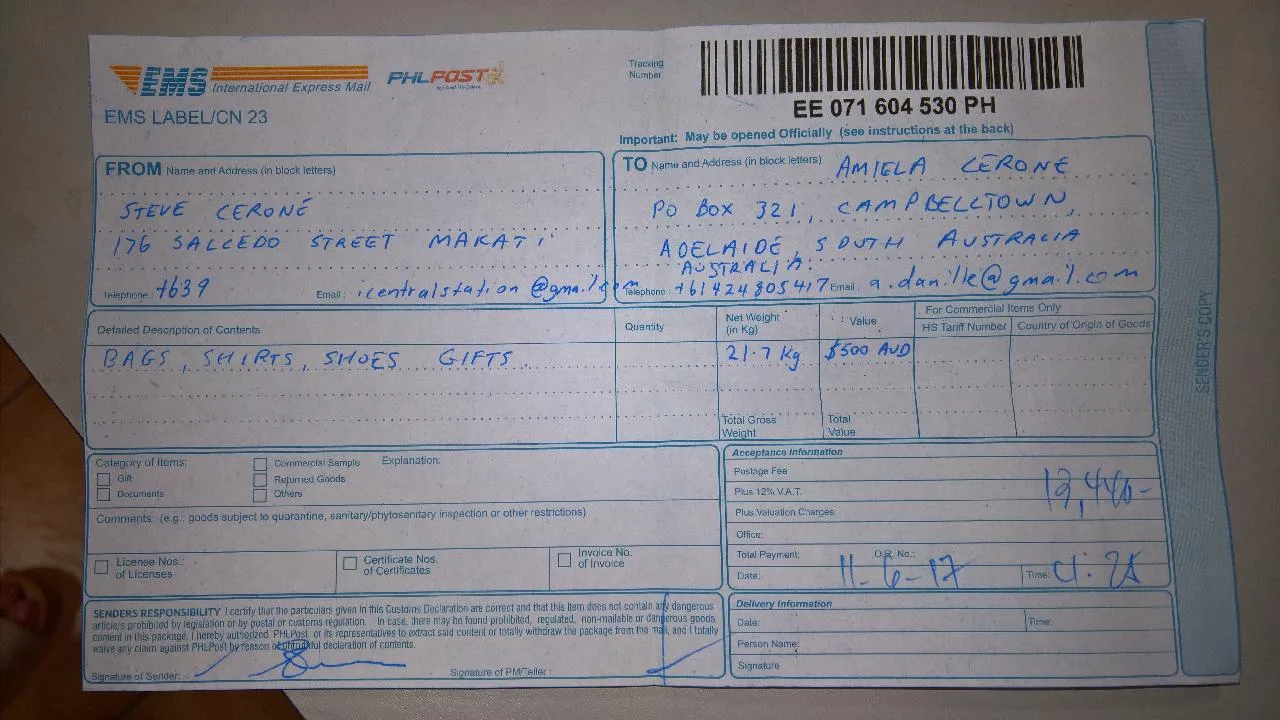 EMS International Express Mail
PHLPOST
EMS LABEL/CN 23
Tracking
Number
EE 071 604 530 PH
Important: May be opened Officially (see instructions at the back)
FROM Name and Address (in block letters)
STEVE CERONE
176 SALCEDO STREET MAKATI
Telephone: +639 Email: icentralstation@gmail.com
TO Name and Address (in block letters) AMIELA CERONE
PO BOX 321, CAMPBELLTOWN,
ADELAIDE, SOUTH AUSTRALIA
AUSTRALIA.
Telephone: +61424805417 Email: a.danille@gmail.com
Detailed Description of Contents
Quantity
Net Weight
(in Kg)
Value
For Commercial Items Only
HS Tariff Number
Country of Origin of Goods
BAGS, SHIRTS, SHOES GIFTS 21.7 Kg $500 AUD
Total Gross
Weight
Total
Value
SENDER'S COPY
Category of Items:
Gift
Documents
Commercial Sample
Returned Goods
Others
Explanation:
Comments: (e.g.: goods subject to quarantine, sanitary/phytosanitary inspection or other restrictions)
License Nos.:
of Licenses
Certificate Nos.
of Certificates
Invoice No.
of Invoice
SENDERS RESPONSIBILITY I certify that the particulars given in this Customs Declaration are correct and that this item does not contain any dangerous
article/s prohibited by legislation or by postal or customs regulation. In case, there may be found prohibited, regulated, non-mailable or dangerous goods
content in this package, I hereby authorized PHLPost or its representatives to extract said content or totally withdraw the package from the mail, and I totally
waive any claim against PHLPost by reason of declaration of contents.
Signature of Sender:
Signature of PM/Teller :
Acceptance Information
Postage Fee
Plus 12% V.A.T.
Plus Valuation Charges
Office:
Total Payment: O.R. No.:
Date: 11-6-17 Time:
Delivery Information
Date: Time:
Person Name:
Signature